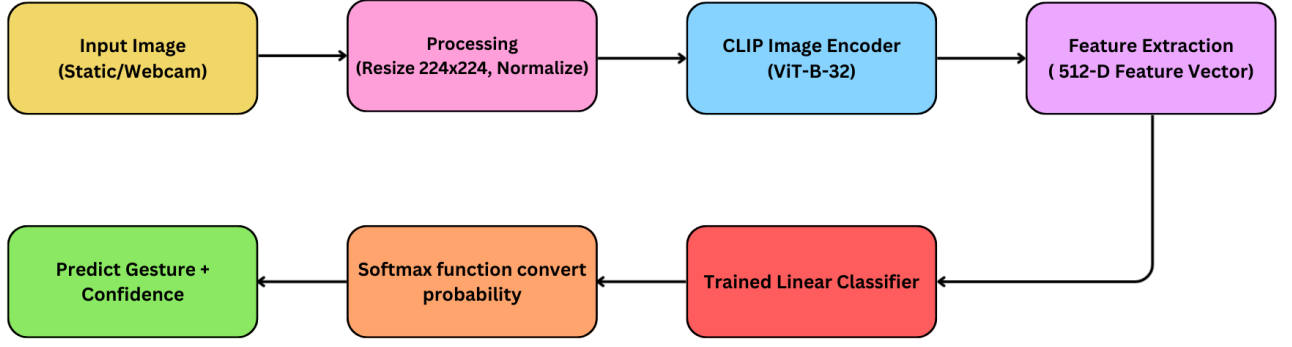 Input Image
(Static/Webcam)
Processing
(Resize 224x224, Normalize)
CLIP Image Encoder
(ViT-B-32)
Feature Extraction
( 512-D Feature Vector)
Trained Linear Classifier
Softmax function convert
probability
Predict Gesture +
Confidence